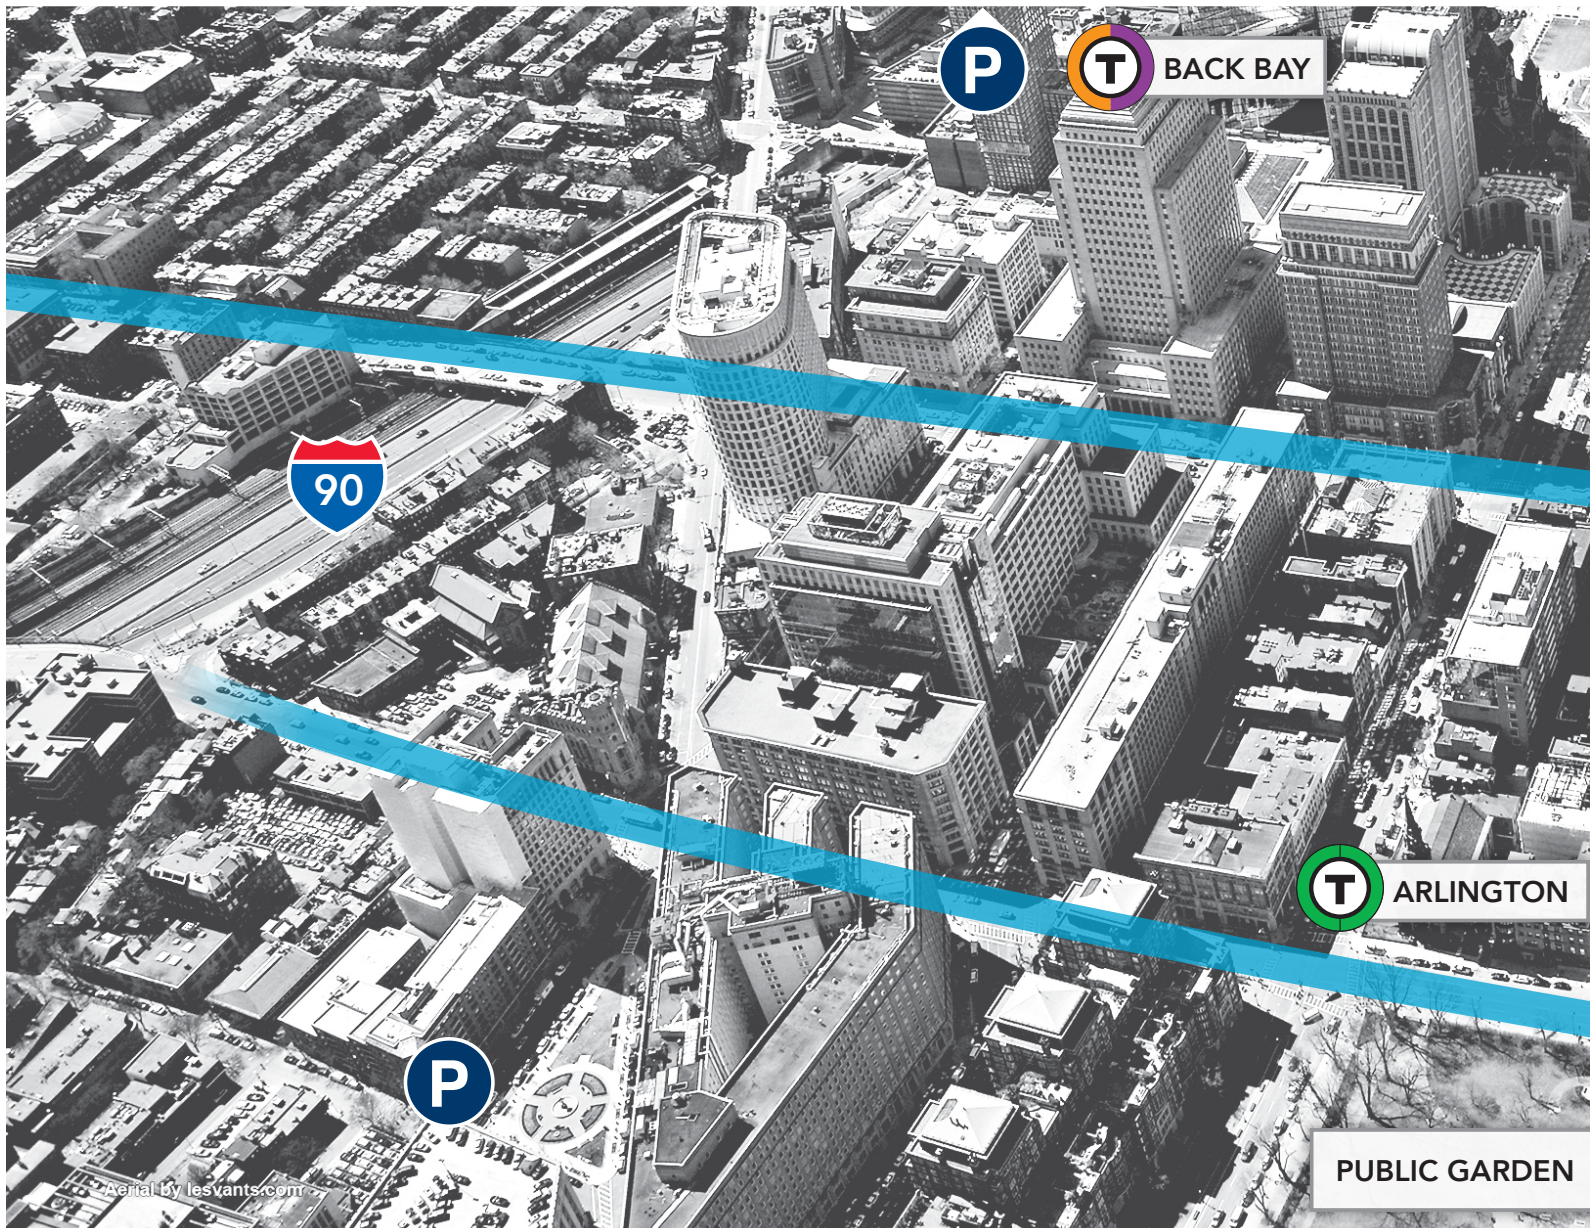 P
T BACK BAY
90
T ARLINGTON
P
PUBLIC GARDEN
Aerial by lesvants.com